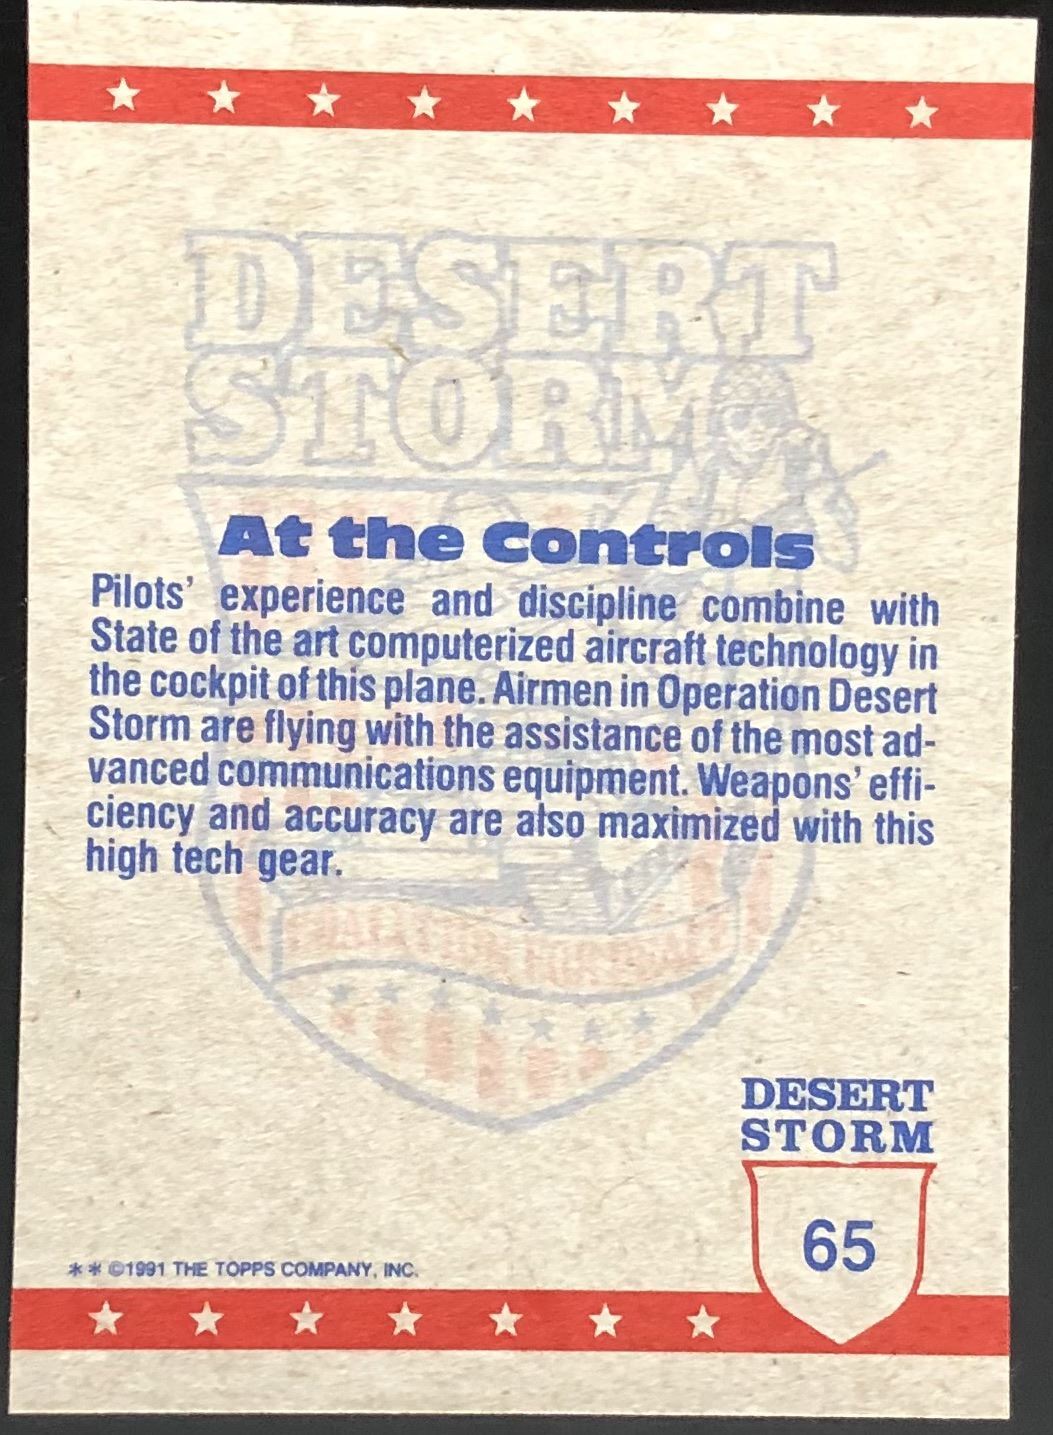 DESERT
STORM
At the Controls
Pilots' experience and discipline combine with
State of the art computerized aircraft technology in
the cockpit of this plane. Airmen in Operation Desert
Storm are flying with the assistance of the most ad-
vanced communications equipment. Weapons' effi-
ciency and accuracy are also maximized with this
high tech gear.
DESERT
STORM
65
** ©1991 THE TOPPS COMPANY, INC.